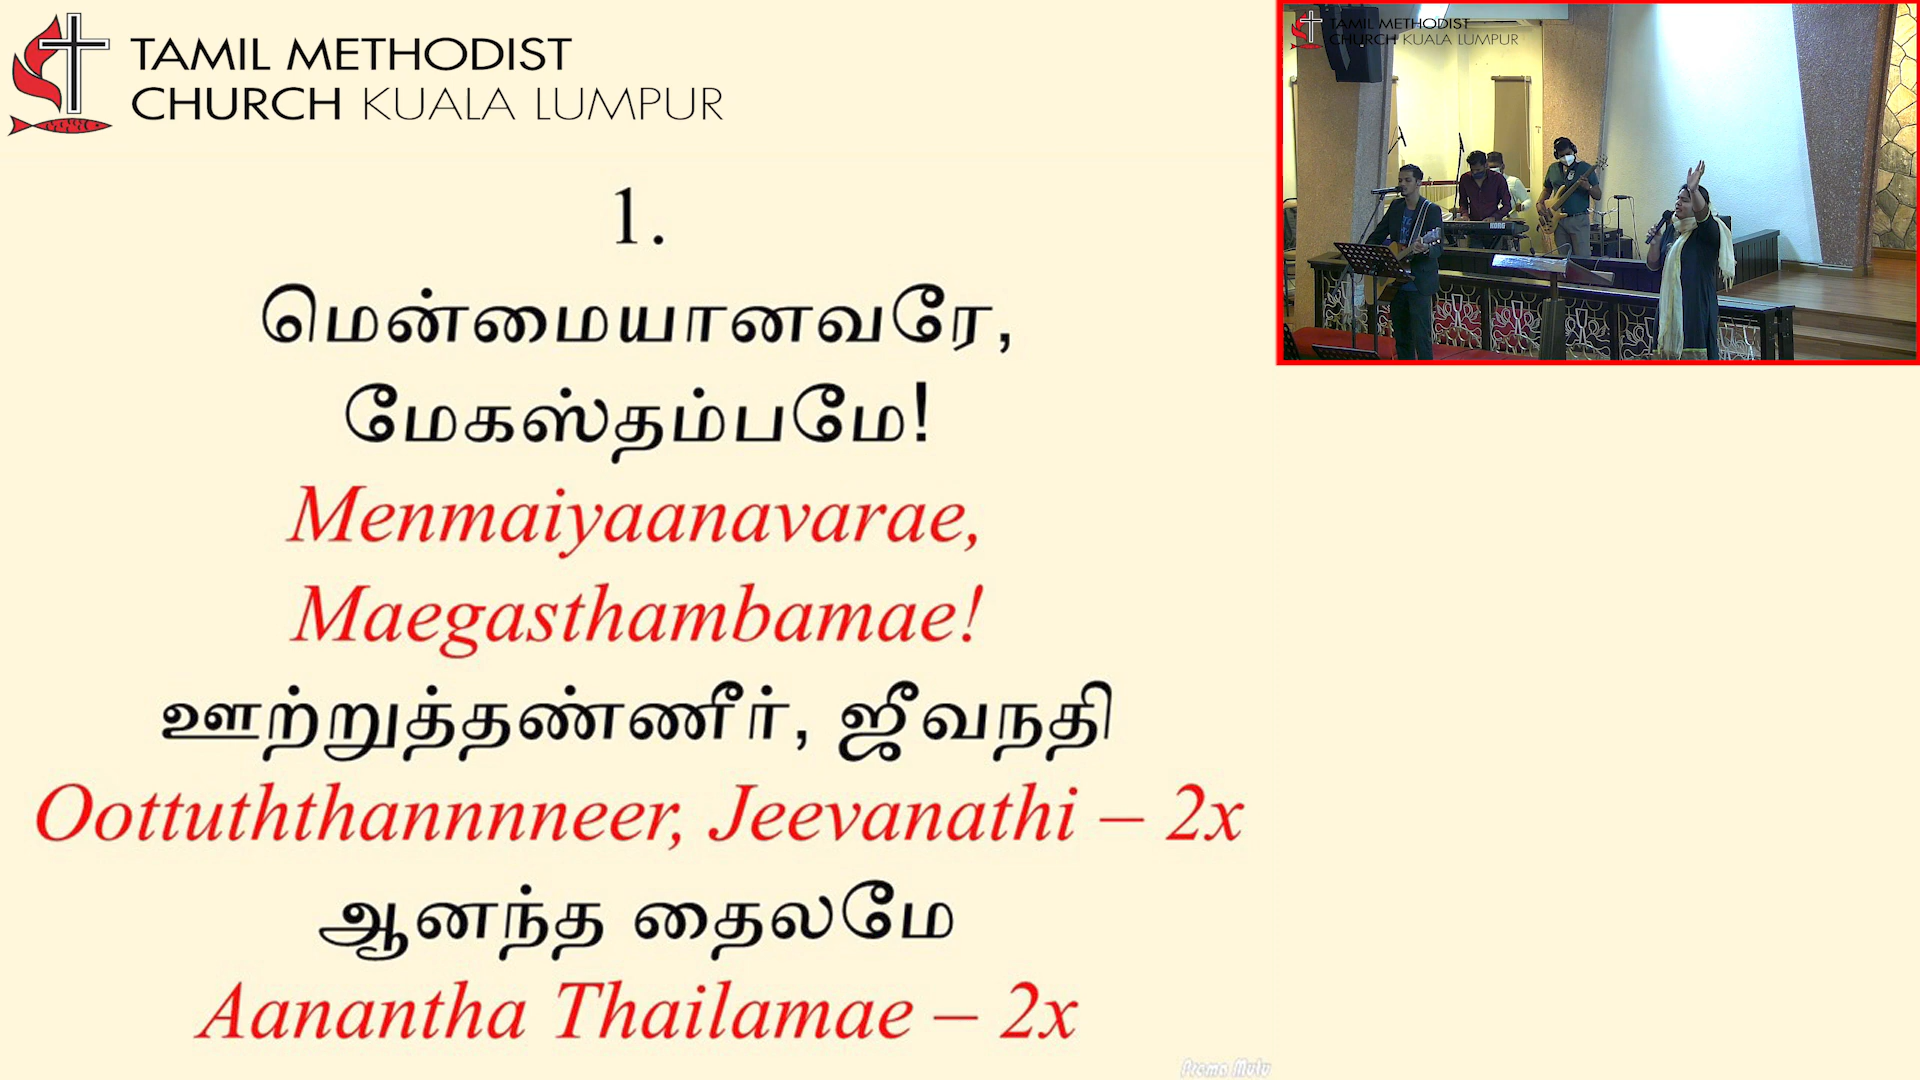 TAMIL METHODIST
CHURCH KUALA LUMPUR
1.
மென்மையானவரே,
மேகஸ்தம்பமே!
Menmaiyaanavarae,
Maegasthambamae!
ஊற்றுத்தண்ணீர், ஜீவநதி
Oottuththannnneer, Jeevanathi – 2x
ஆனந்த தைலமே
Aanantha Thailamae – 2x
TAMIL METHODIST
CHURCH KUALA LUMPUR
KORG